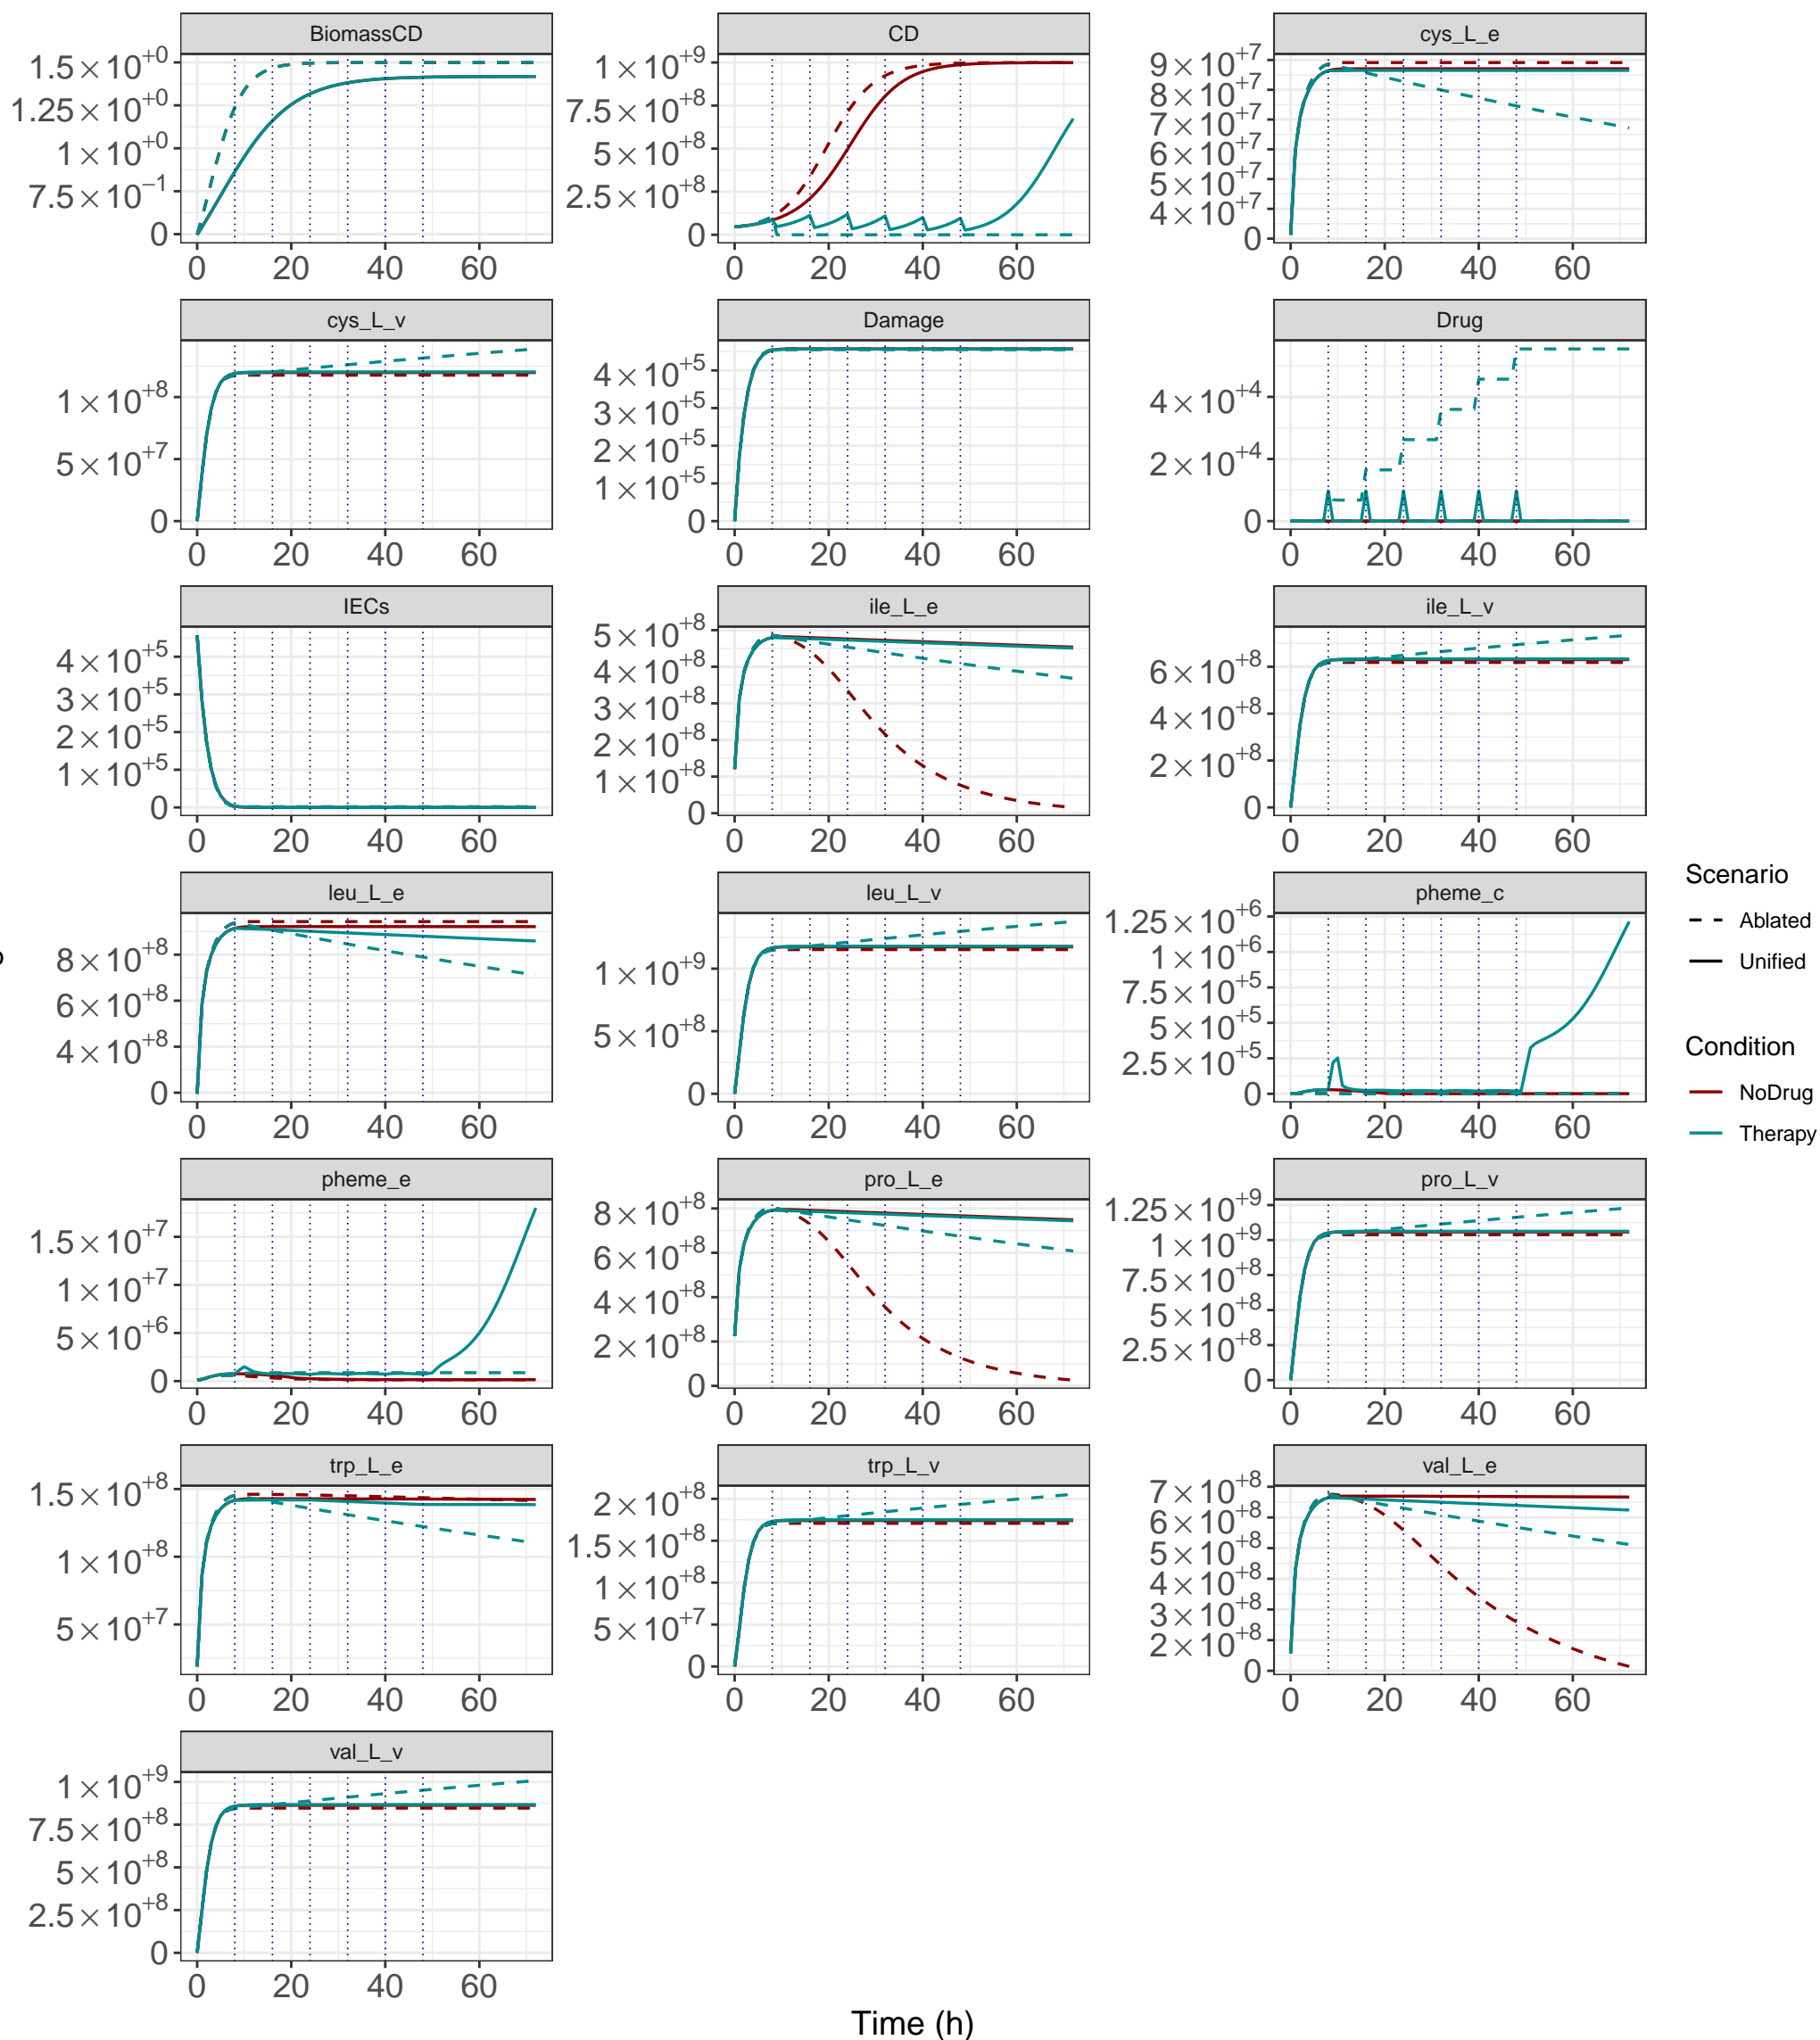 BiomassCD
1.5×10^+0
1.25×10^+0
1×10^+0
7.5×10^−1
0
0 20 40 60
CD
1×10^+9
7.5×10^+8
5×10^+8
2.5×10^+8
0
0 20 40 60
cys_L_e
9×10^+7
8×10^+7
7×10^+7
6×10^+7
5×10^+7
4×10^+7
0
0 20 40 60
cys_L_v
1×10^+8
5×10^+7
0
0 20 40 60
Damage
4×10^+5
3×10^+5
2×10^+5
1×10^+5
0
0 20 40 60
Drug
4×10^+4
2×10^+4
0
0 20 40 60
IECs
4×10^+5
3×10^+5
2×10^+5
1×10^+5
0
0 20 40 60
ile_L_e
5×10^+8
4×10^+8
3×10^+8
2×10^+8
1×10^+8
0
0 20 40 60
ile_L_v
6×10^+8
4×10^+8
2×10^+8
0
0 20 40 60
leu_L_e
8×10^+8
6×10^+8
4×10^+8
0
0 20 40 60
leu_L_v
1×10^+9
5×10^+8
0
0 20 40 60
pheme_c
1.25×10^+6
1×10^+6
7.5×10^+5
5×10^+5
2.5×10^+5
0
0 20 40 60
pheme_e
1.5×10^+7
1×10^+7
5×10^+6
0
0 20 40 60
pro_L_e
8×10^+8
6×10^+8
4×10^+8
2×10^+8
0
0 20 40 60
pro_L_v
1.25×10^+9
1×10^+9
7.5×10^+8
5×10^+8
2.5×10^+8
0
0 20 40 60
trp_L_e
1.5×10^+8
1×10^+8
5×10^+7
0 20 40 60
trp_L_v
2×10^+8
1.5×10^+8
1×10^+8
5×10^+7
0
0 20 40 60
val_L_e
7×10^+8
6×10^+8
5×10^+8
4×10^+8
3×10^+8
2×10^+8
0
0 20 40 60
val_L_v
1×10^+9
7.5×10^+8
5×10^+8
2.5×10^+8
0
0 20 40 60
Time (h)
Scenario
Ablated
Unified
Condition
NoDrug
Therapy